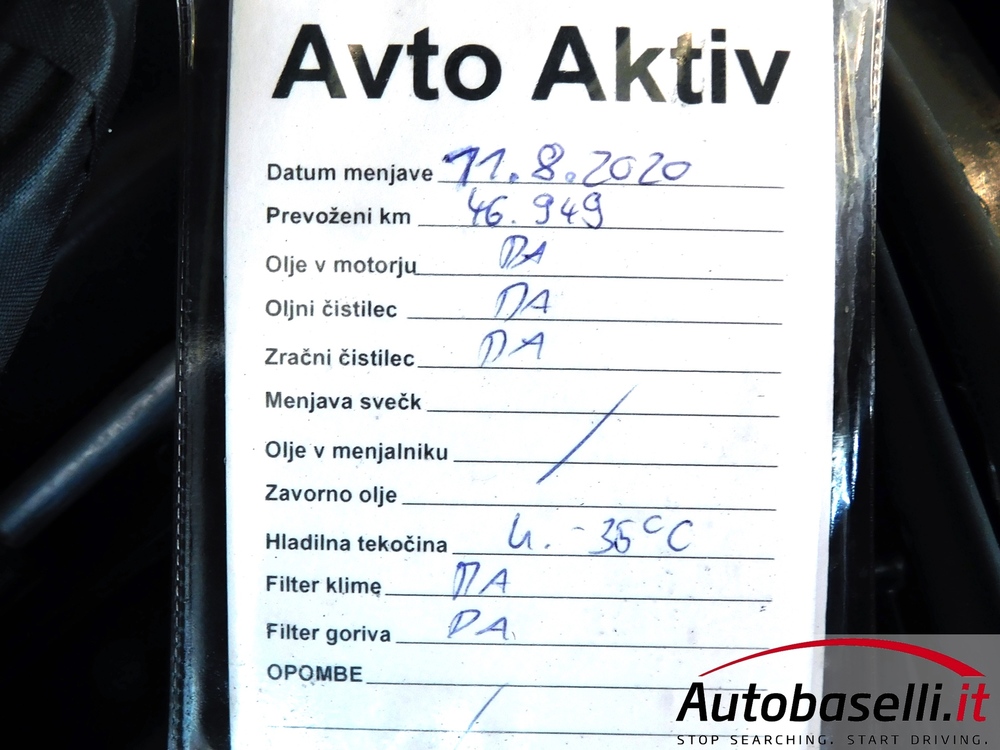 Avto Aktiv
Datum menjave 11.8.2020
Prevoženi km 46.949
Olje v motorju DA
Oljni čistilec DA
Zračni čistilec DA
Menjava svečk /
Olje v menjalniku
Zavorno olje
Hladilna tekočina u. -35°C
Filter klime DA
Filter goriva DA
OPOMBE
/
Autobaselli.it
STOP SEARCHING. START DRIVING.